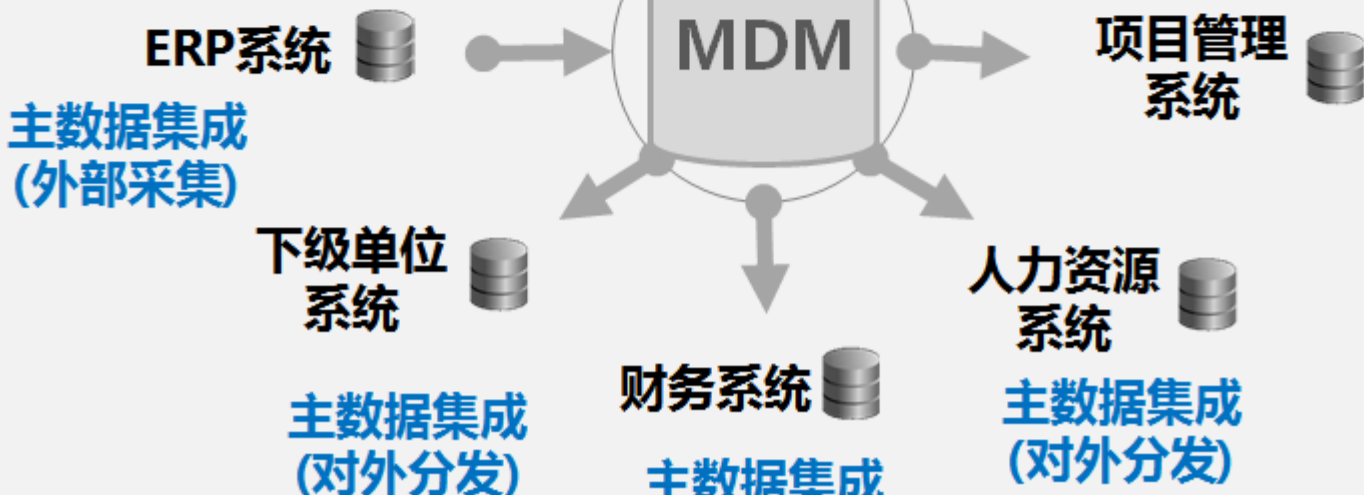 ERP系统
MDM
项目管理
系统
主数据集成
(外部采集)
下级单位
系统
人力资源
系统
财务系统
主数据集成
(对外分发)
主数据集成
(对外分发)
主数据集成